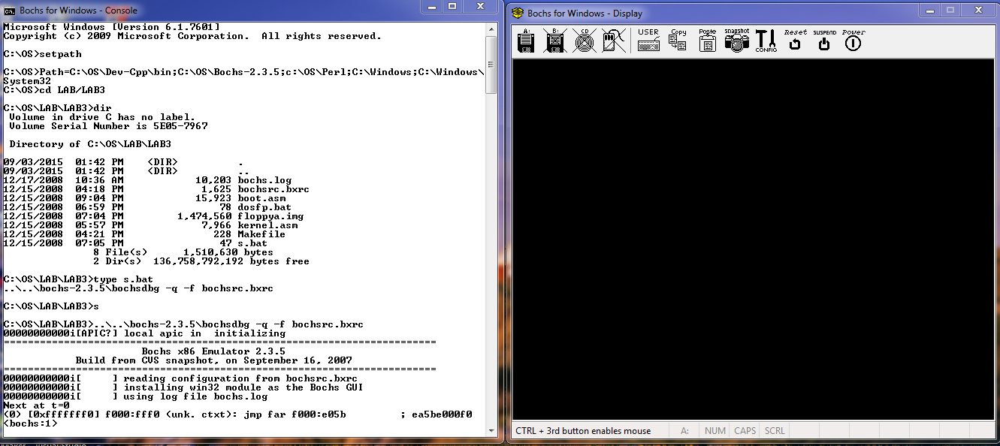 Bochs for Windows - Console
Microsoft Windows [Version 6.1.7601]
Copyright (c) 2009 Microsoft Corporation.  All rights reserved.
C:\OS>setpath
C:\OS>Path=C:\OS\Dev-Cpp\bin;C:\OS\Bochs-2.3.5;c:\OS\Perl;C:\Windows;C:\Windows\
System32
C:\OS>cd LAB/LAB3
C:\OS\LAB\LAB3>dir
 Volume in drive C has no label.
 Volume Serial Number is 5E05-7967
 Directory of C:\OS\LAB\LAB3
09/03/2015  01:42 PM    <DIR>          .
09/03/2015  01:42 PM    <DIR>          ..
12/17/2008  10:36 AM            10,203 bochs.log
12/15/2008  04:18 PM             1,625 bochsrc.bxrc
12/15/2008  09:04 PM            15,923 boot.asm
12/15/2008  06:59 PM                78 dosfp.bat
12/15/2008  07:04 PM         1,474,560 floppya.img
12/15/2008  05:57 PM             7,966 kernel.asm
12/15/2008  04:21 PM               228 Makefile
12/15/2008  07:05 PM                47 s.bat
               8 File(s)      1,510,630 bytes
               2 Dir(s)  136,758,792,192 bytes free
C:\OS\LAB\LAB3>type s.bat
..\..\bochs-2.3.5\bochsdbg -q -f bochsrc.bxrc
C:\OS\LAB\LAB3>s
C:\OS\LAB\LAB3>..\..\bochs-2.3.5\bochsdbg -q -f bochsrc.bxrc
00000000000i[APIC?] local apic in  initializing
========================================================================
                       Bochs x86 Emulator 2.3.5
            Build from CVS snapshot, on September 16, 2007
========================================================================
00000000000i[     ] reading configuration from bochsrc.bxrc
00000000000i[     ] installing win32 module as the Bochs GUI
00000000000i[     ] using log file bochs.log
Next at t=0
(0) [0xfffffff0] f000:fff0 (unk. ctxt): jmp far f000:e05b         ; ea5be000f0
<bochs:1>
Bochs for Windows - Display
A: B: CD USER Copy Paste snapshot CONFIG Reset SUSPEND Power
CTRL + 3rd button enables mouse A: NUM CAPS SCRL